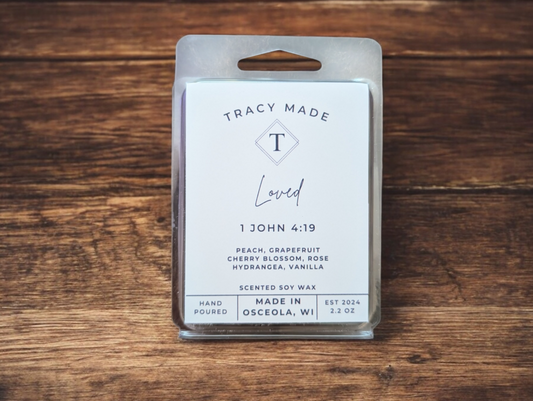 TRACY MADE
T
Loved
1 JOHN 4:19
PEACH, GRAPEFRUIT
CHERRY BLOSSOM, ROSE
HYDRANGEA, VANILLA
SCENTED SOY WAX
HAND
POURED
MADE IN
OSCEOLA, WI
EST 2024
2.2 OZ